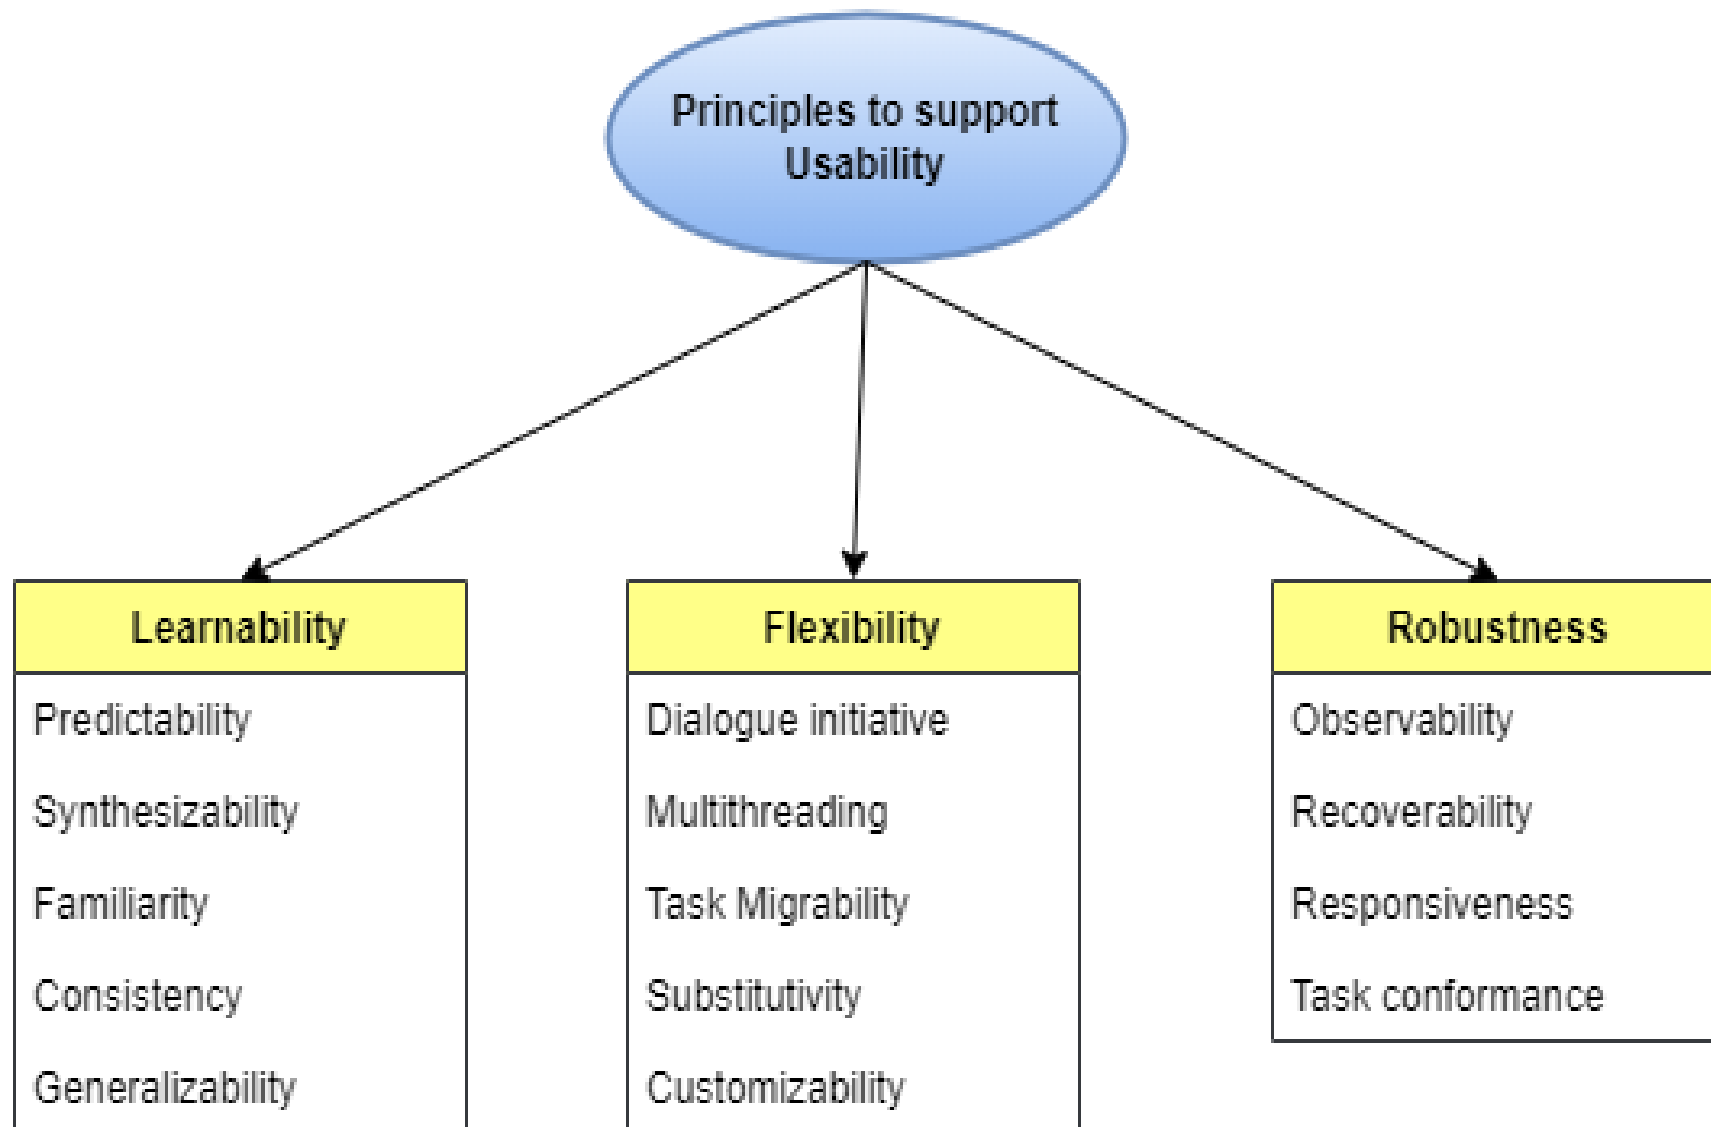 Principles to support
Usability
Learnability
Predictability
Synthesizability
Familiarity
Consistency
Generalizability
Flexibility
Dialogue initiative
Multithreading
Task Migrability
Substitutivity
Customizability
Robustness
Observability
Recoverability
Responsiveness
Task conformance